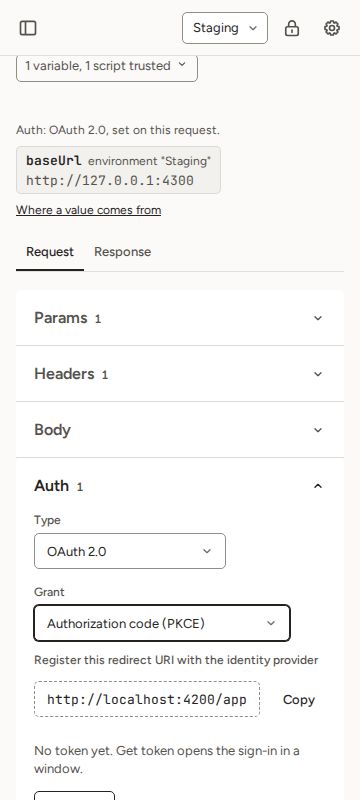 Staging
1 variable, 1 script trusted
Auth: OAuth 2.0, set on this request.
baseUrl environment "Staging"
http://127.0.0.1:4300
Where a value comes from
Request Response
Params 1
Headers 1
Body
Auth 1
Type
OAuth 2.0
Grant
Authorization code (PKCE)
Register this redirect URI with the identity provider
http://localhost:4200/app Copy
No token yet. Get token opens the sign-in in a
window.